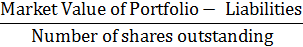 Market Value of Portfolio − Liabilities
Number of shares outstanding